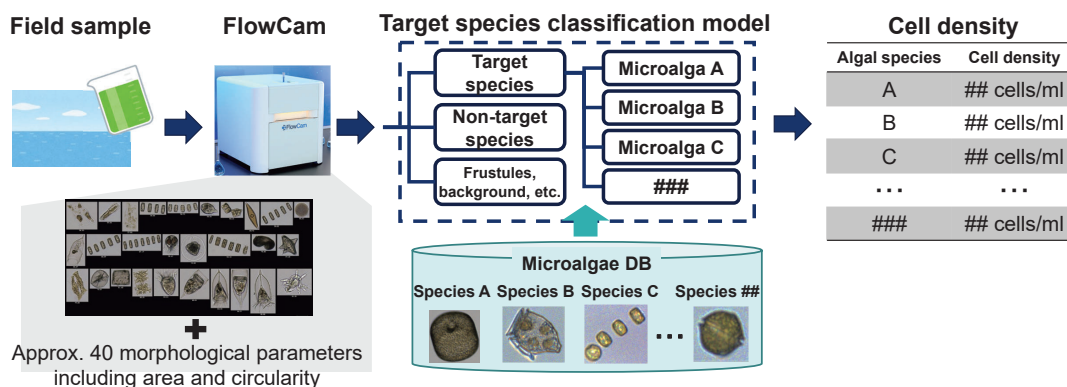 Field sample
FlowCam
Target species classification model
Cell density
FlowCam
Target
species
Non-target
species
Frustules,
background, etc.
Microalga A
Microalga B
Microalga C
###
Algal species Cell density
A ## cells/ml
B ## cells/ml
C ## cells/ml
... ...
### ## cells/ml
Microalgae DB
Species A Species B Species C Species ##
...
+
Approx. 40 morphological parameters
including area and circularity